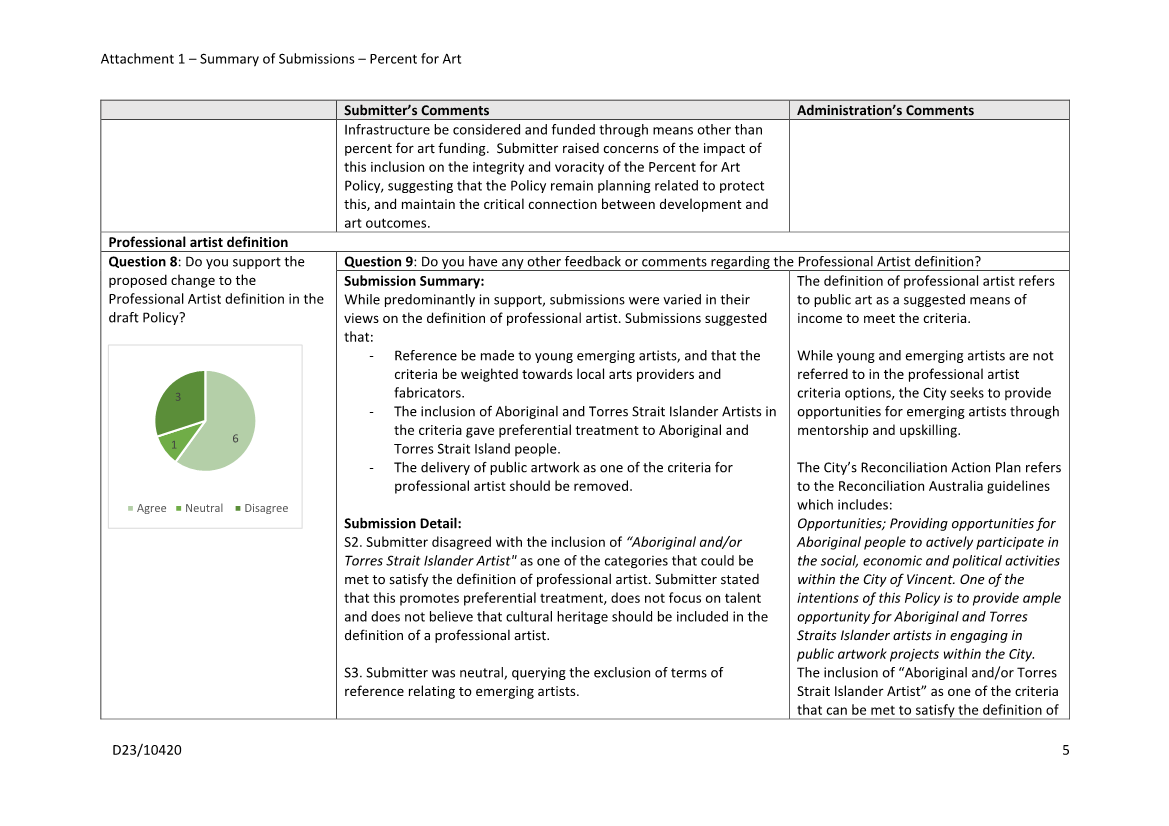 Attachment 1 – Summary of Submissions – Percent for Art
Submitter's Comments
Administration's Comments
Infrastructure be considered and funded through means other than
percent for art funding.  Submitter raised concerns of the impact of
this inclusion on the integrity and voracity of the Percent for Art
Policy, suggesting that the Policy remain planning related to protect
this, and maintain the critical connection between development and
art outcomes.
Professional artist definition
Question 8: Do you support the
proposed change to the
Professional Artist definition in the
draft Policy?
3
1
6
Agree
Neutral
Disagree
Question 9: Do you have any other feedback or comments regarding the Professional Artist definition?
Submission Summary:
While predominantly in support, submissions were varied in their
views on the definition of professional artist. Submissions suggested
that:
- Reference be made to young emerging artists, and that the
criteria be weighted towards local arts providers and
fabricators.
- The inclusion of Aboriginal and Torres Strait Islander Artists in
the criteria gave preferential treatment to Aboriginal and
Torres Strait Island people.
- The delivery of public artwork as one of the criteria for
professional artist should be removed.
Submission Detail:
S2. Submitter disagreed with the inclusion of “Aboriginal and/or
Torres Strait Islander Artist" as one of the categories that could be
met to satisfy the definition of professional artist. Submitter stated
that this promotes preferential treatment, does not focus on talent
and does not believe that cultural heritage should be included in the
definition of a professional artist.
S3. Submitter was neutral, querying the exclusion of terms of
reference relating to emerging artists.
The definition of professional artist refers
to public art as a suggested means of
income to meet the criteria.
While young and emerging artists are not
referred to in the professional artist
criteria options, the City seeks to provide
opportunities for emerging artists through
mentorship and upskilling.
The City's Reconciliation Action Plan refers
to the Reconciliation Australia guidelines
which includes:
Opportunities; Providing opportunities for
Aboriginal people to actively participate in
the social, economic and political activities
within the City of Vincent. One of the
intentions of this Policy is to provide ample
opportunity for Aboriginal and Torres
Straits Islander artists in engaging in
public artwork projects within the City.
The inclusion of “Aboriginal and/or Torres
Strait Islander Artist” as one of the criteria
that can be met to satisfy the definition of
D23/10420
5